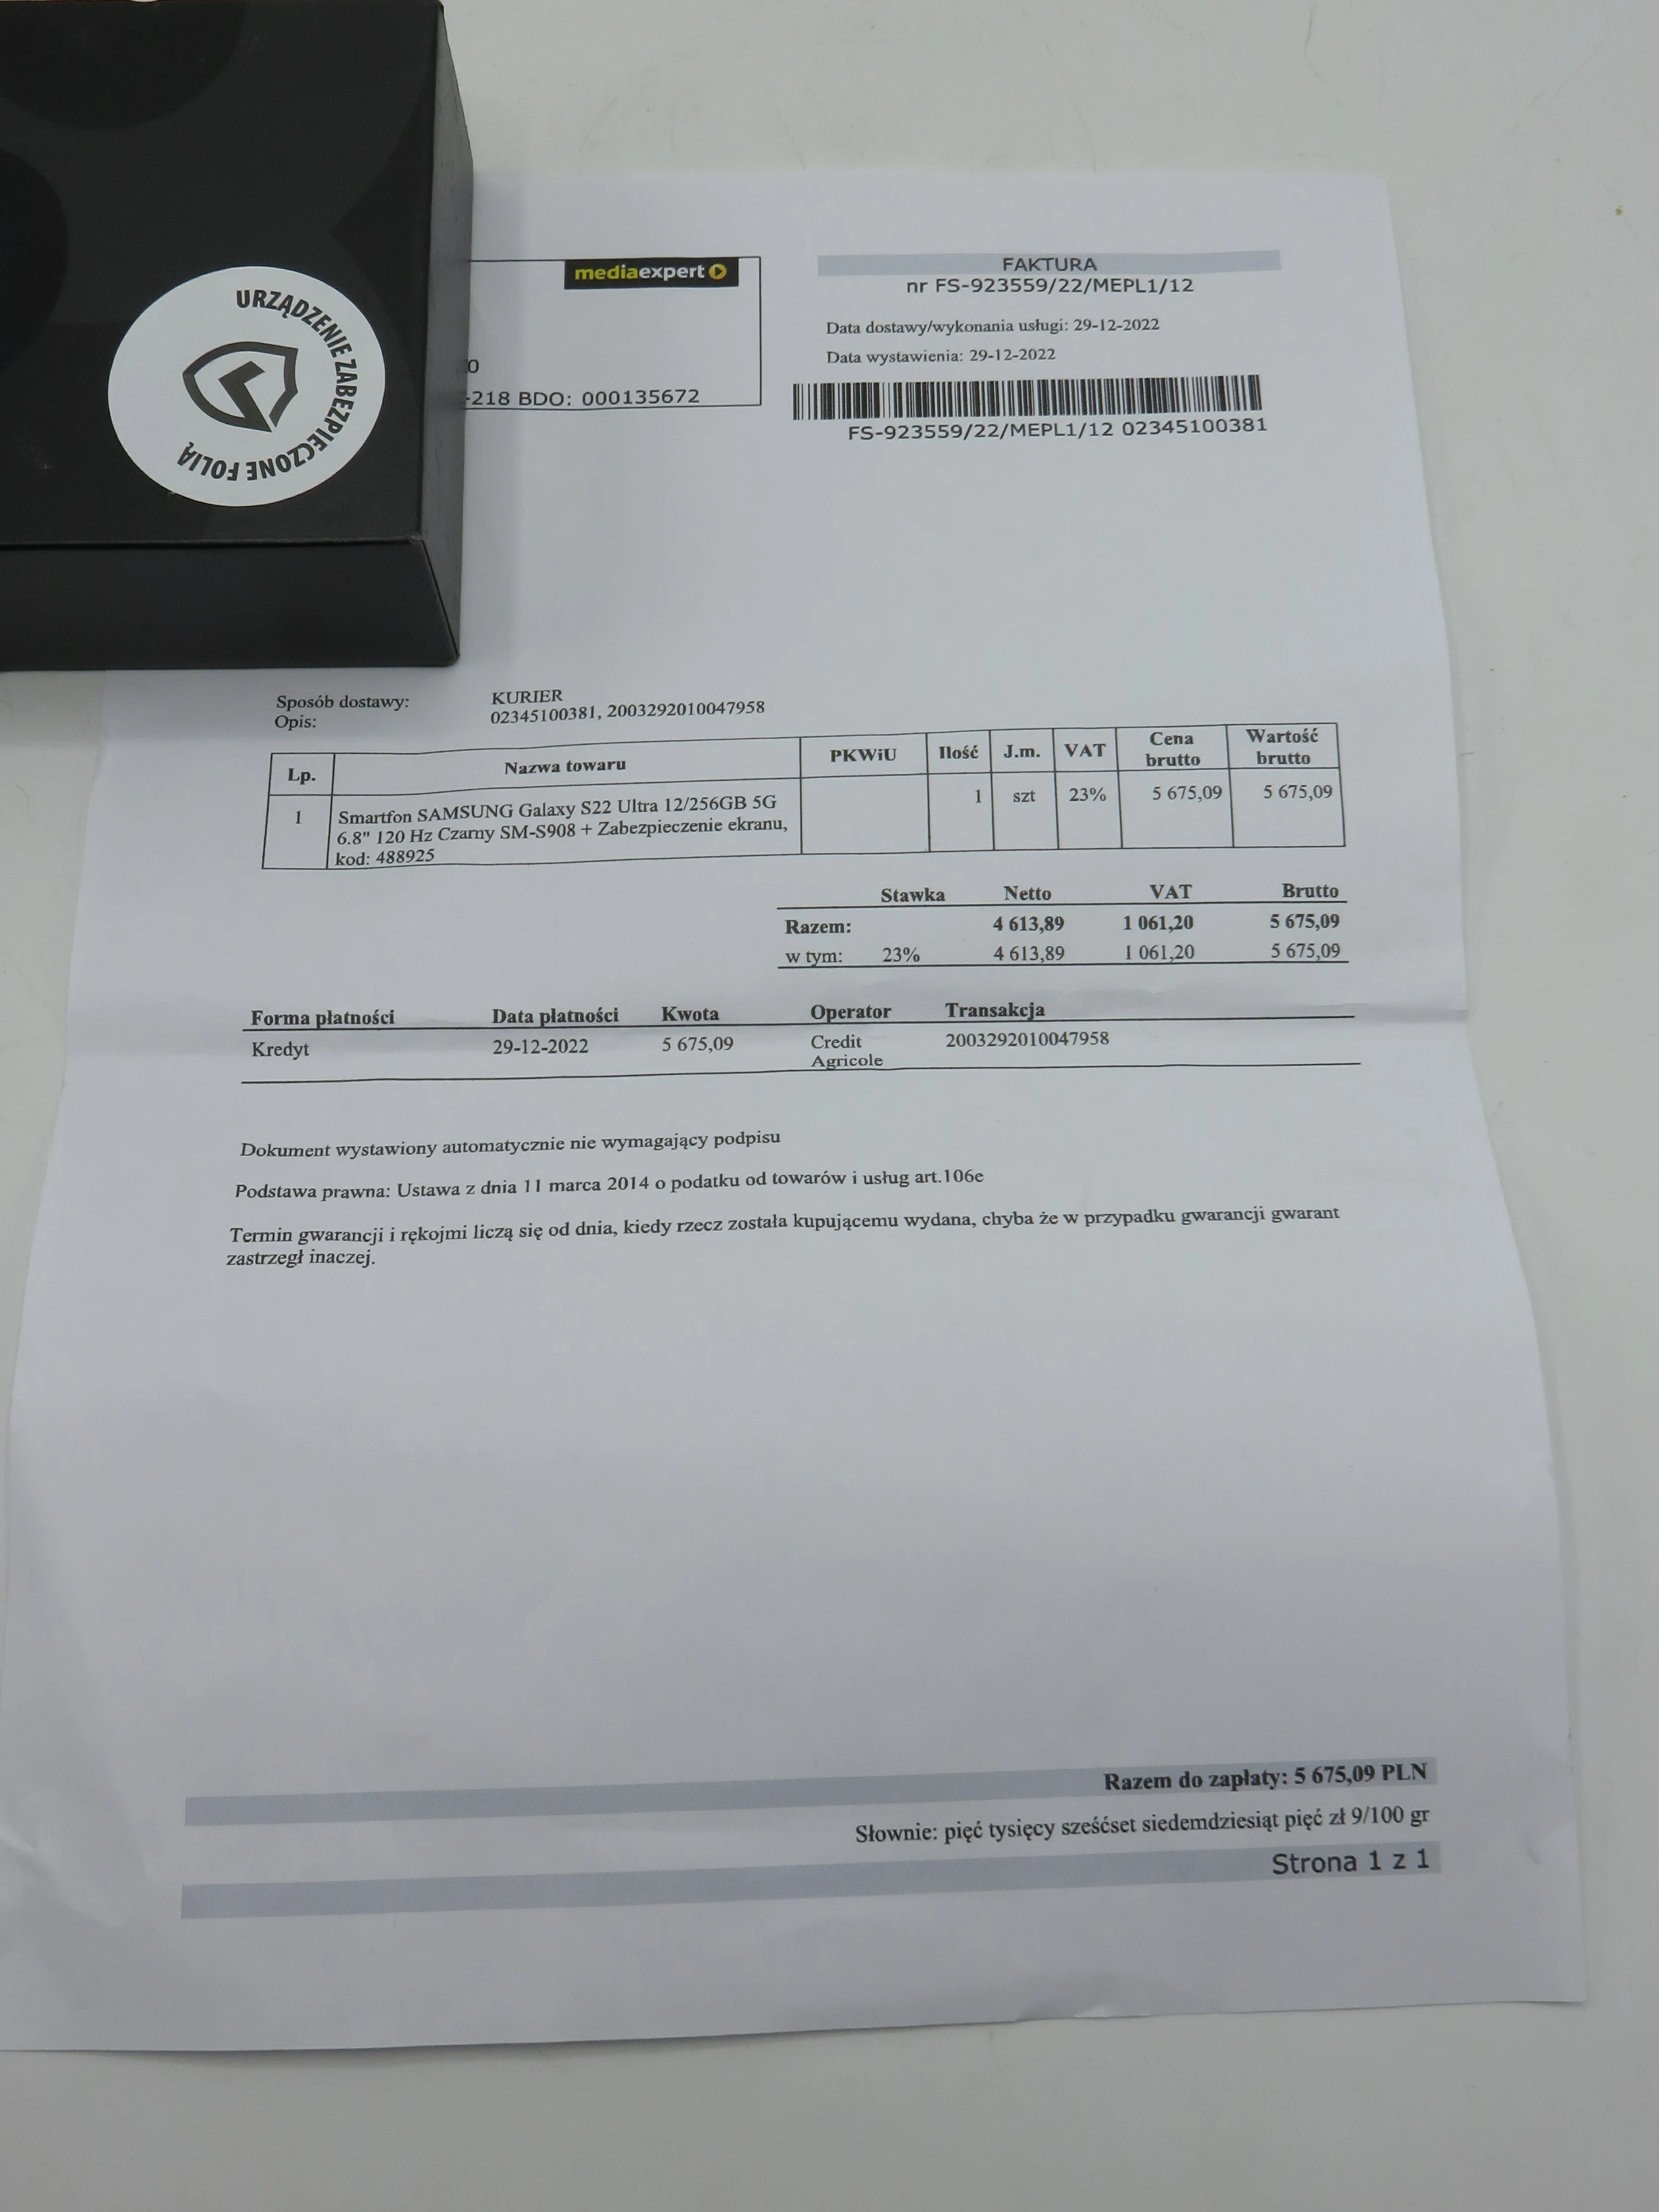 mediaexpert
FAKTURA
nr FS-923559/22/MEPL1/12
Data dostawy/wykonania usługi: 29-12-2022
Data wystawienia: 29-12-2022
-218 BDO: 000135672
FS-923559/22/MEPL1/12 02345100381
URZĄDZENIE ZABEZPIECZONE FOLIĄ
Sposób dostawy: KURIER
Opis: 02345100381, 2003292010047958
Lp. Nazwa towaru PKWiU Ilość J.m. VAT Cena brutto Wartość brutto
1 Smartfon SAMSUNG Galaxy S22 Ultra 12/256GB 5G 1 szt 23% 5 675,09 5 675,09
6.8" 120 Hz Czarny SM-S908 + Zabezpieczenie ekranu,
kod: 488925
Stawka Netto VAT Brutto
Razem: 4 613,89 1 061,20 5 675,09
w tym: 23% 4 613,89 1 061,20 5 675,09
Forma płatności Data płatności Kwota Operator Transakcja
Kredyt 29-12-2022 5 675,09 Credit 2003292010047958
Agricole
Dokument wystawiony automatycznie nie wymagający podpisu
Podstawa prawna: Ustawa z dnia 11 marca 2014 o podatku od towarów i usług art.106e
Termin gwarancji i rękojmi liczą się od dnia, kiedy rzecz została kupującemu wydana, chyba że w przypadku gwarancji gwarant
zastrzegł inaczej.
Razem do zapłaty: 5 675,09 PLN
Słownie: pięć tysięcy sześćset siedemdziesiąt pięć zł 9/100 gr
Strona 1 z 1